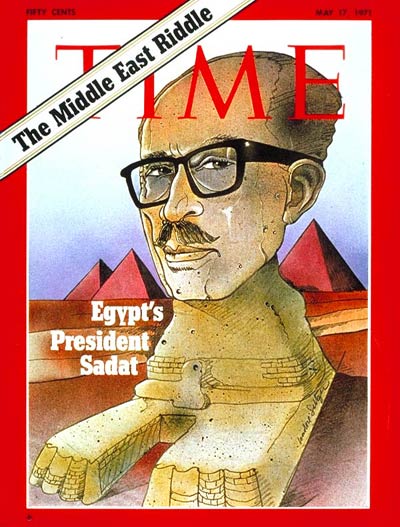 FIFTY CENTS
MAY 17, 1971
The Middle East Riddle
TIME
Egypt's
President
Sadat